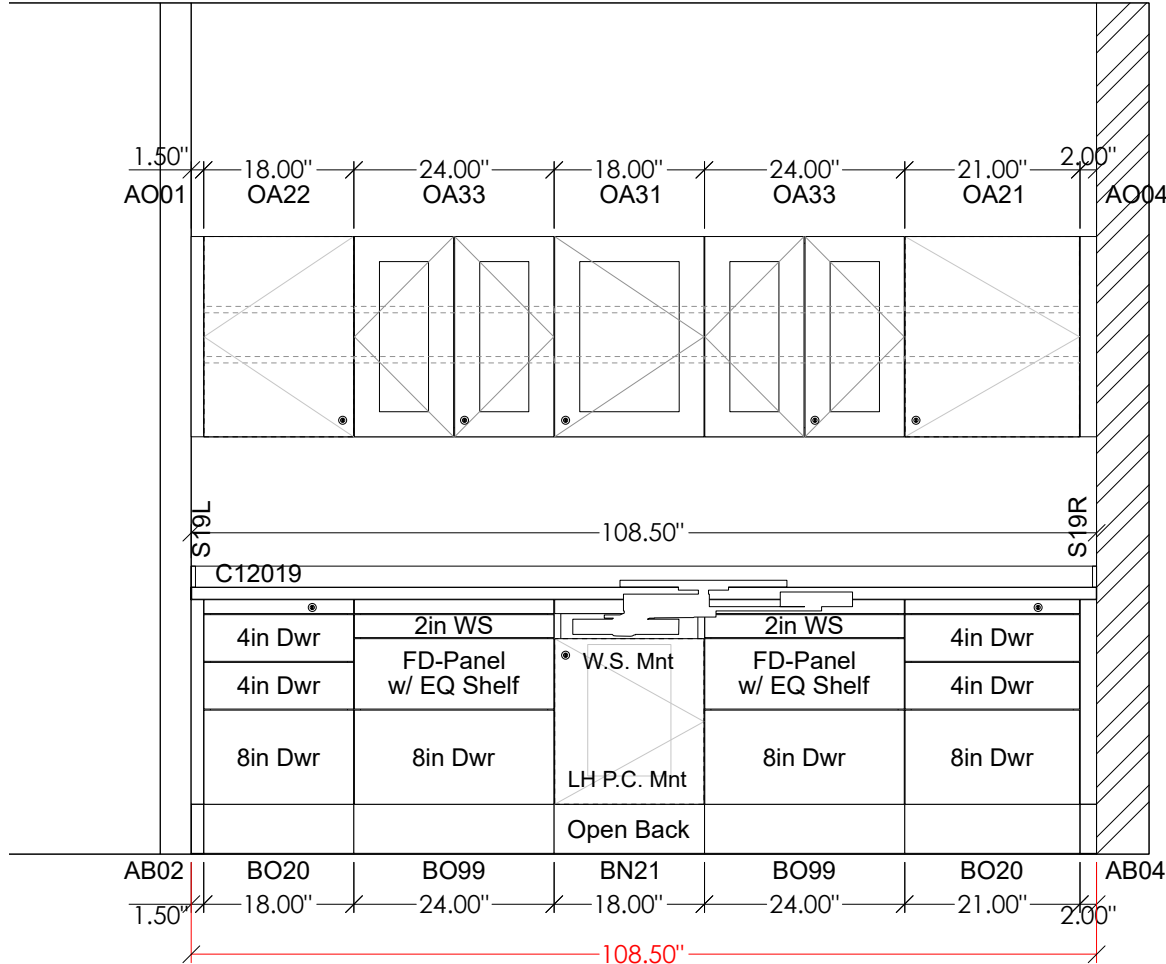 1.50" 18.00" 24.00" 18.00" 24.00" 21.00" 2.00"
AO01 OA22 OA33 OA31 OA33 OA21 AO04
S19L 108.50" S19R
C12019
4in Dwr 2in WS 2in WS 4in Dwr
FD-Panel W.S. Mnt FD-Panel
w/ EQ Shelf w/ EQ Shelf
4in Dwr 4in Dwr
8in Dwr 8in Dwr LH P.C. Mnt 8in Dwr 8in Dwr
Open Back
AB02 BO20 BO99 BN21 BO99 BO20 AB04
1.50" 18.00" 24.00" 18.00" 24.00" 21.00" 2.00"
108.50"